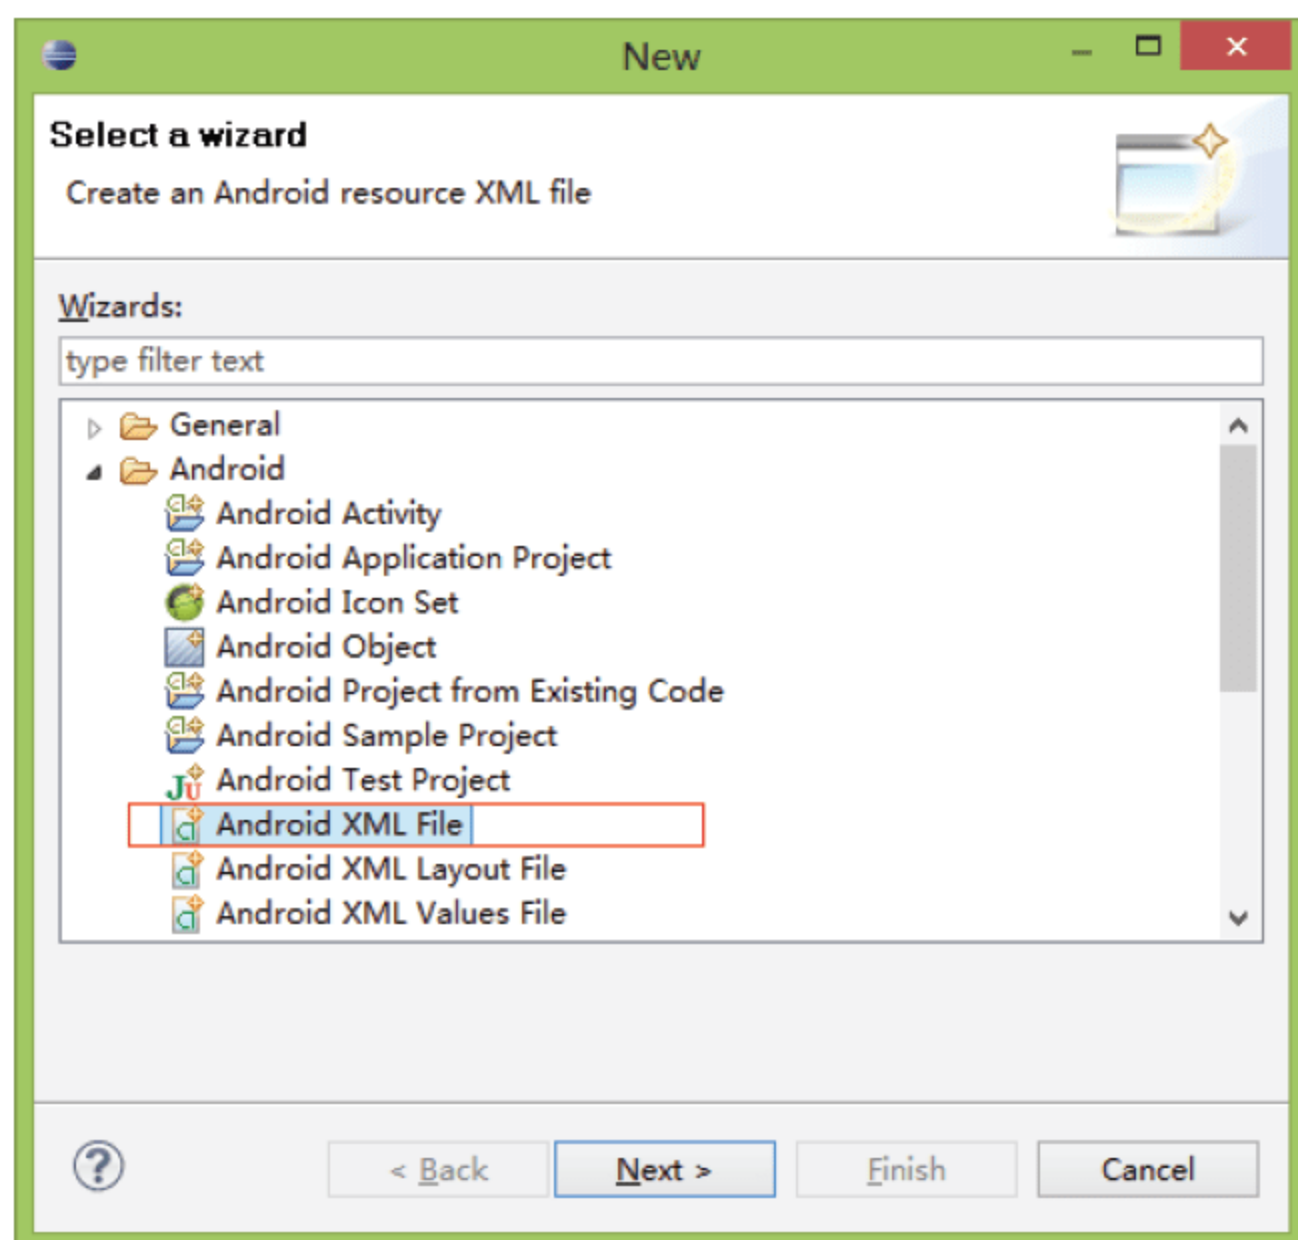 New
Select a wizard
Create an Android resource XML file
Wizards:
type filter text
General
Android
Android Activity
Android Application Project
Android Icon Set
Android Object
Android Project from Existing Code
Android Sample Project
Android Test Project
Android XML File
Android XML Layout File
Android XML Values File
< Back Next > Finish Cancel